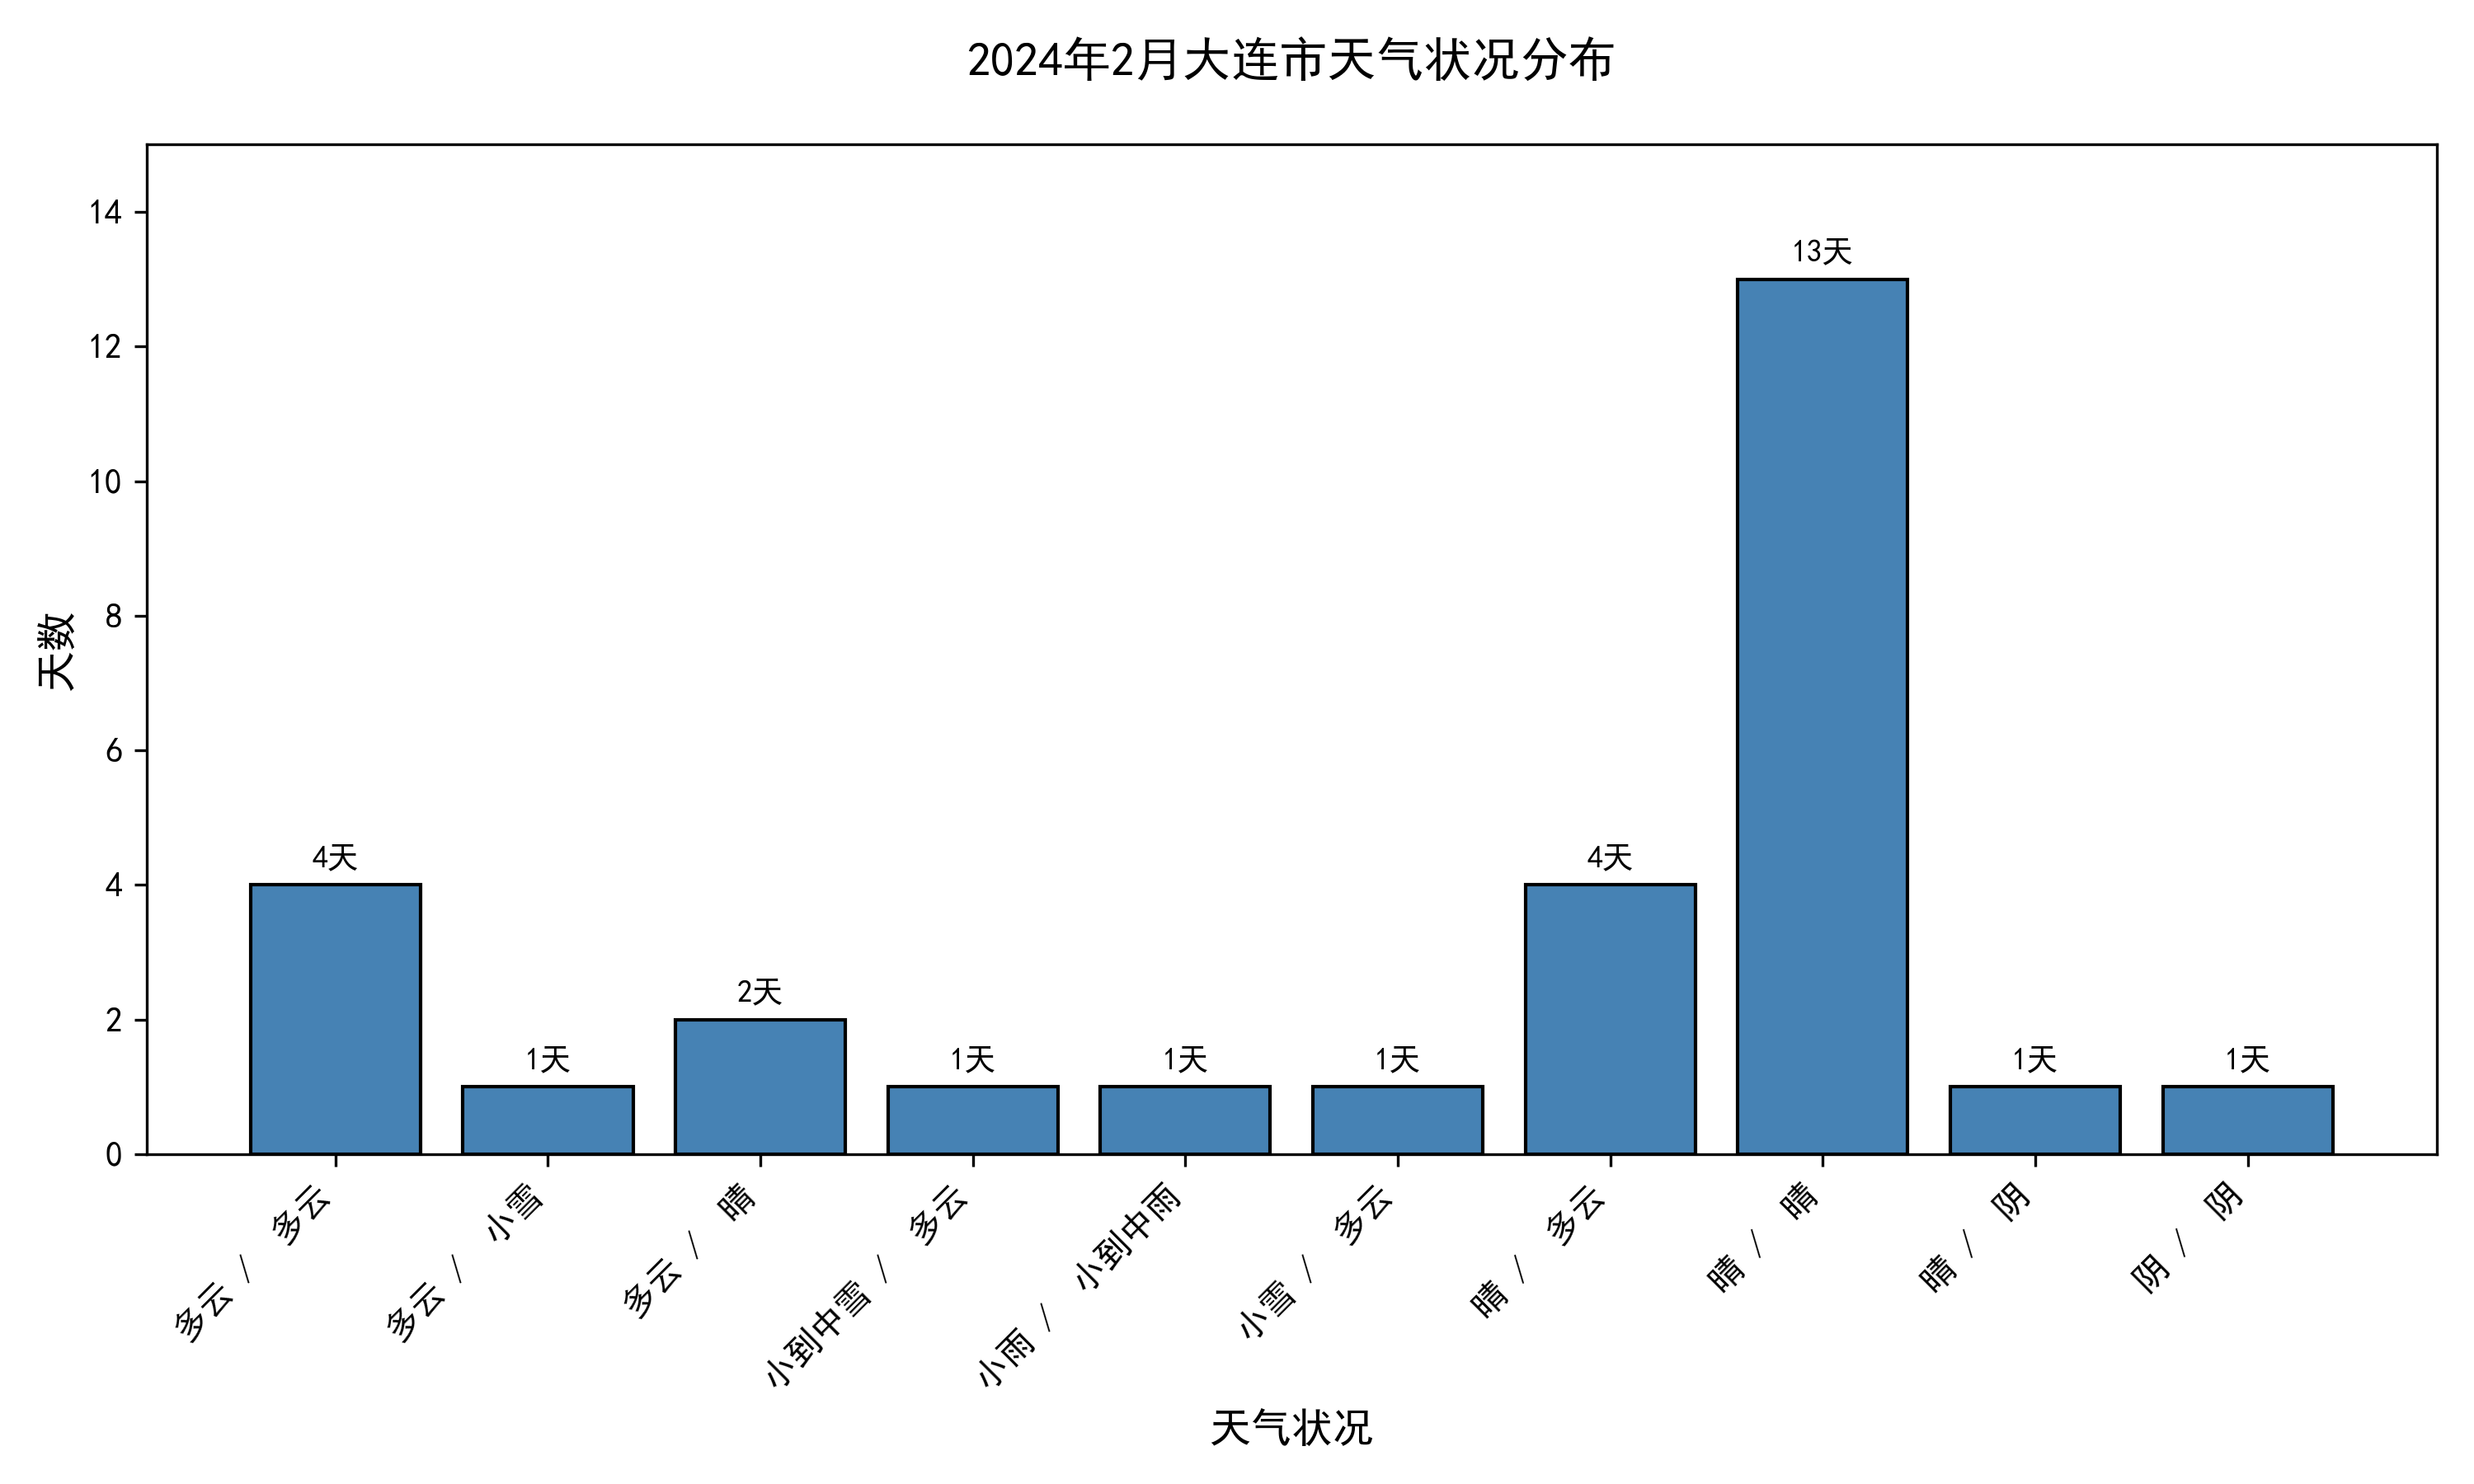 2024年2月大连市天气状况分布
天数
14
12
10
8
6
4
2
0
4天
1天
2天
1天
1天
1天
4天
13天
1天
1天
多云 / 多云
多云 / 小雪
多云 / 晴
小到中雪 / 多云
小雨 / 小到中雨
小雪 / 多云
晴 / 多云
晴 / 晴
晴 / 阴
阴 / 阴
天气状况